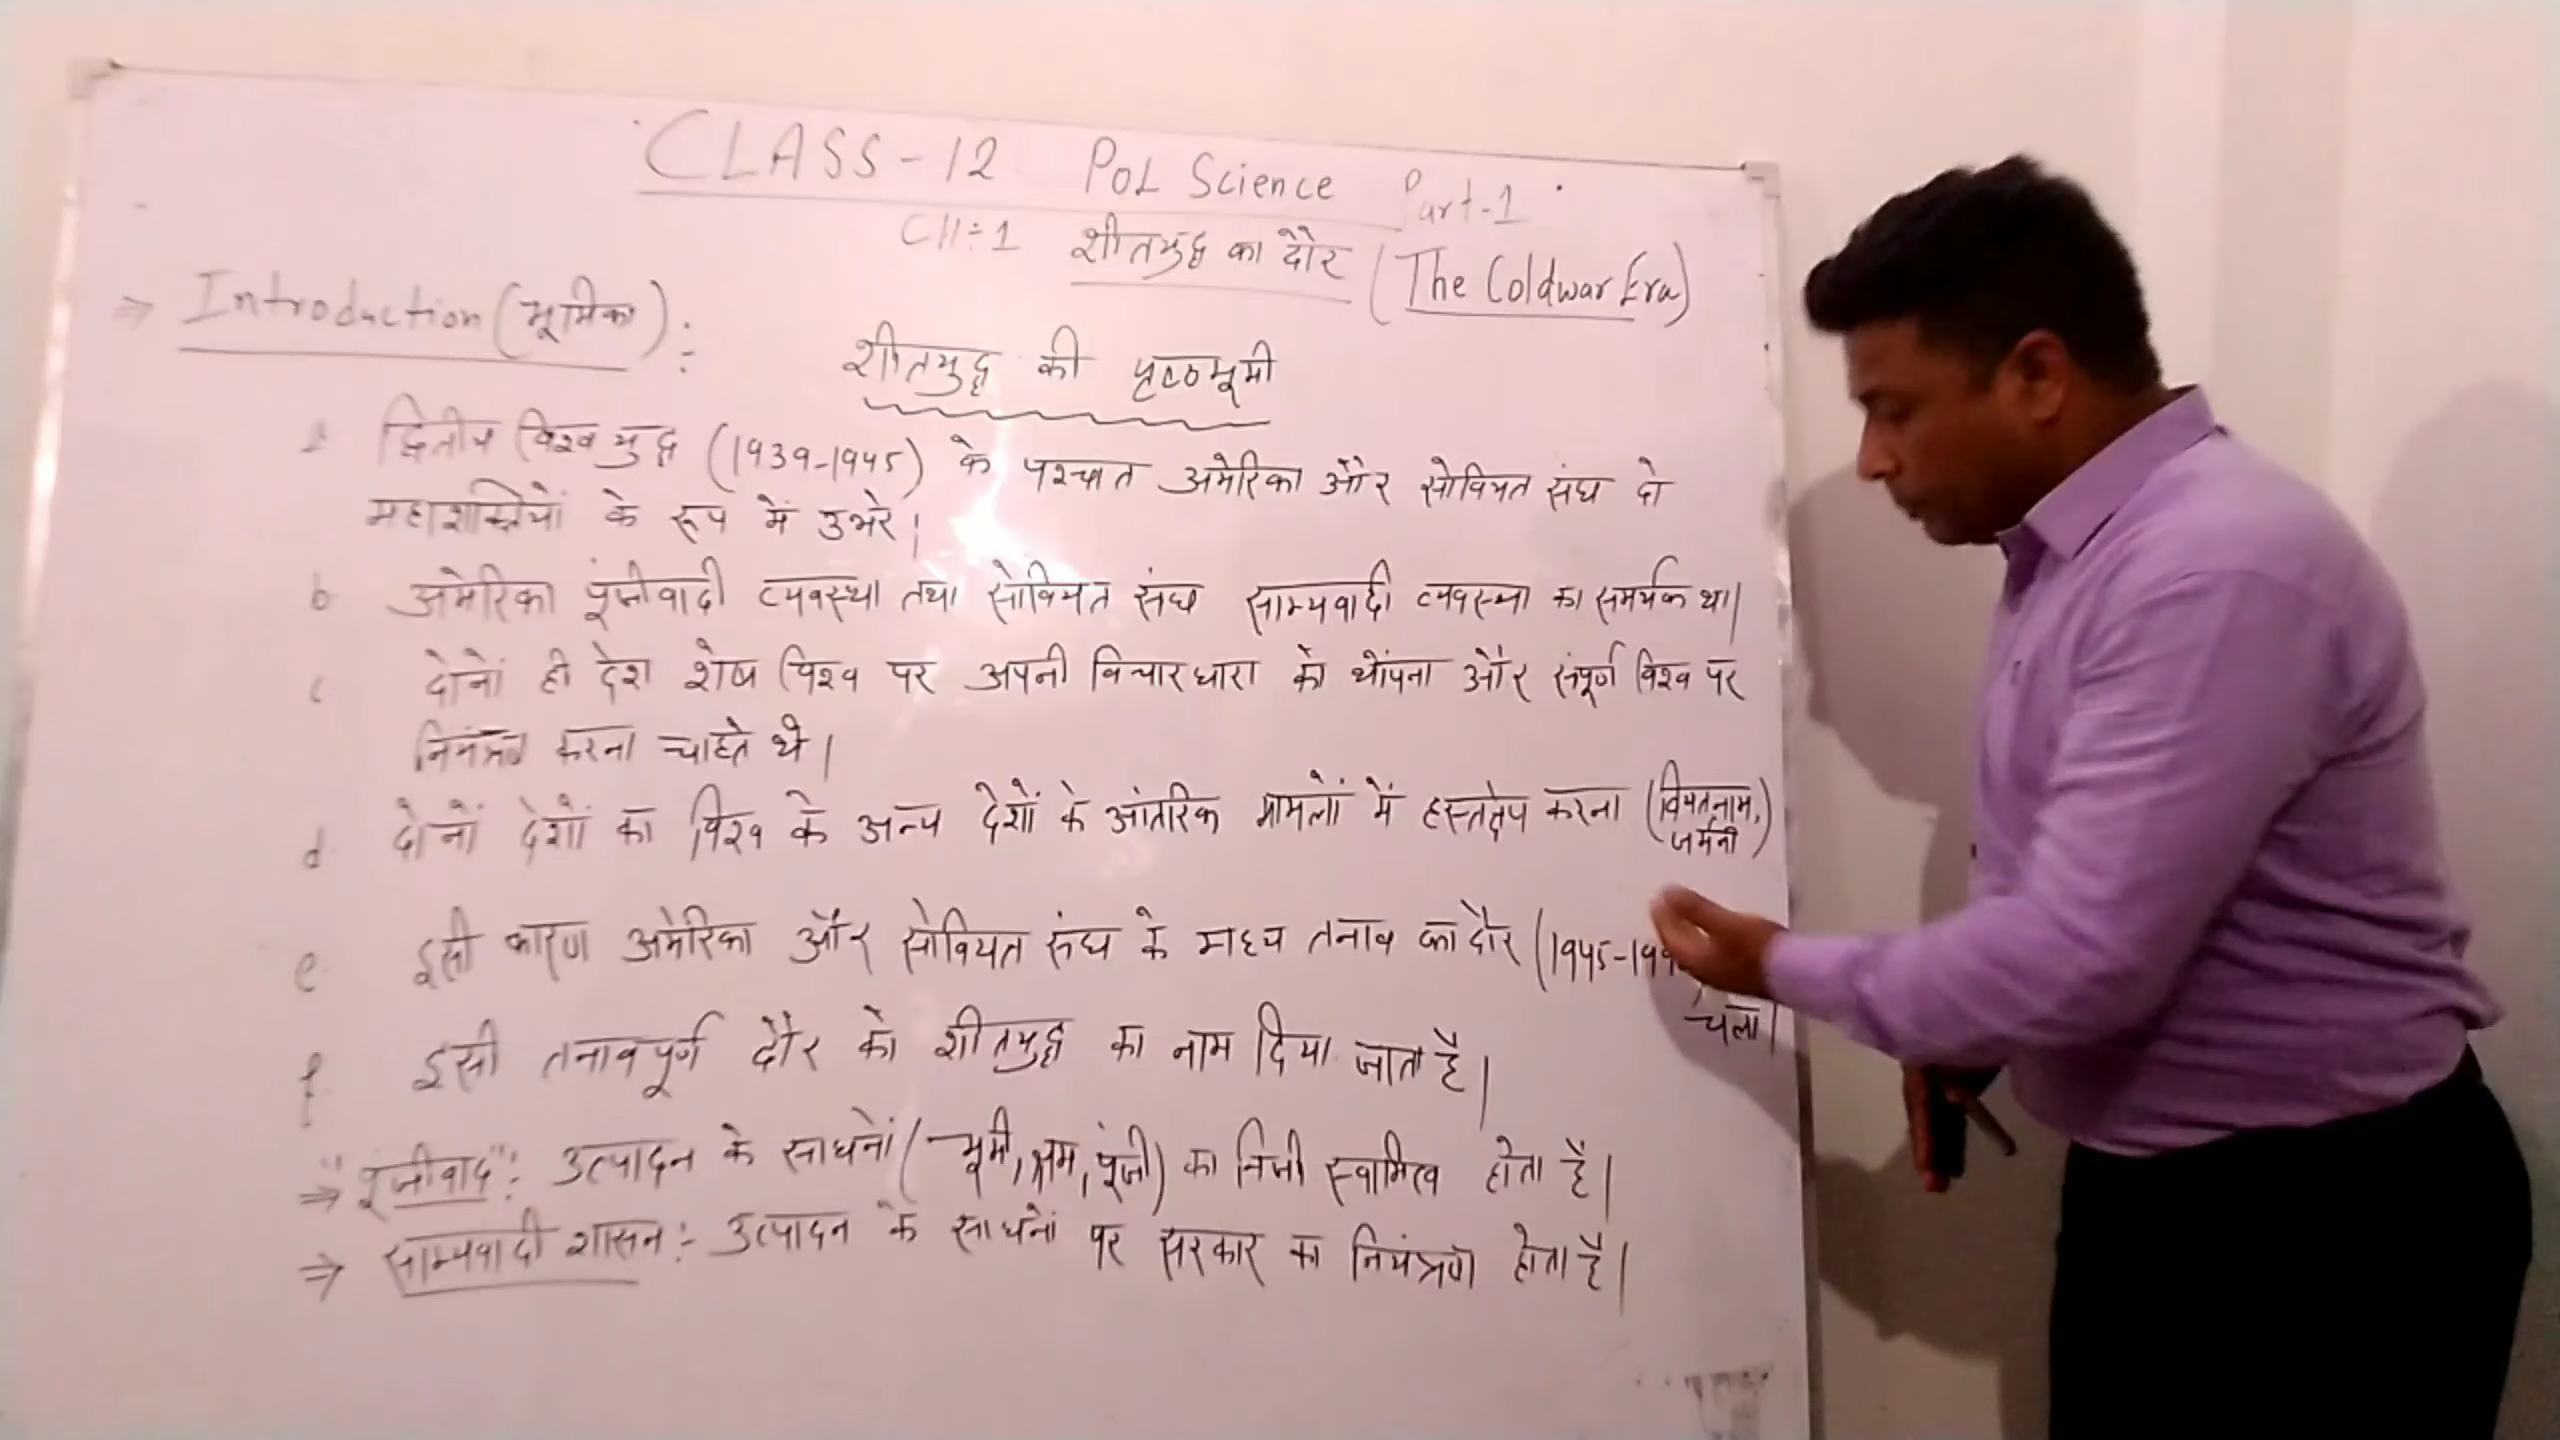 CLASS-12 Pol Science Part-1
CH:-1 शीतयुद्ध का दौर (The Coldwar Era)
⇒ Introduction (भूमिका) :-
शीतयुद्ध की पृष्ठभूमी
a द्वितीय विश्व युद्ध (1939-1945) के पश्चात अमेरिका और सोवियत संघ दो
महाशक्तियों के रूप में उभरे।
b अमेरिका पूंजीवादी व्यवस्था तथा सोवियत संघ साम्यवादी व्यवस्था का समर्थक था।
c दोनों ही देश शेष विश्व पर अपनी विचारधारा को थोंपना और संपूर्ण विश्व पर
नियंत्रण करना चाहते थे।
d दोनों देशों का विश्व के अन्य देशों के आंतरिक मामलों में हस्तक्षेप करना (वियतनाम,
जर्मनी)
e इसी कारण अमेरिका और सोवियत संघ के मध्य तनाव का दौर (1945-199
चला।
f इसी तनावपूर्ण दौर को शीतयुद्ध का नाम दिया जाता है।
⇒ "पूंजीवाद":- उत्पादन के साधनों (भूमी, श्रम, पूंजी) का निजी स्वामित्व होता है।
⇒ साम्यवादी शासन:- उत्पादन के साधनों पर सरकार का नियंत्रण होता है।